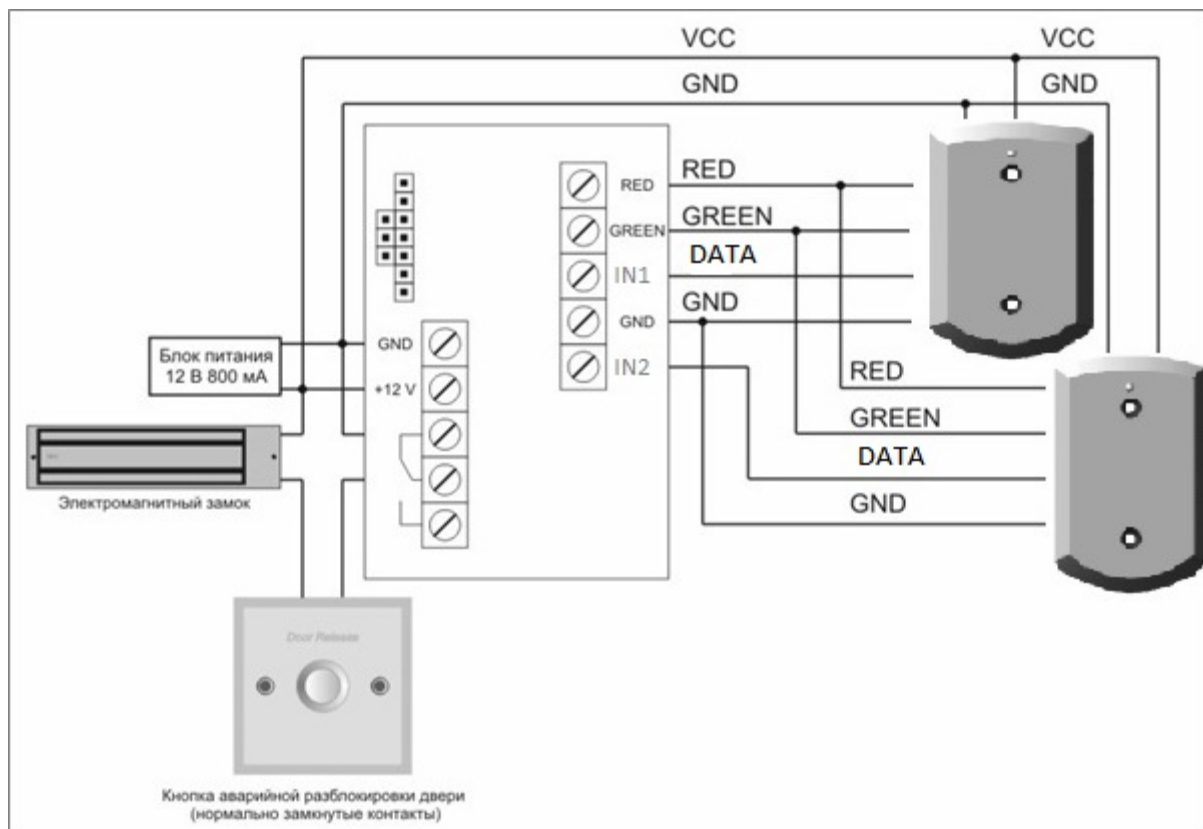 VCC VCC
GND GND
RED RED
GREEN GREEN
IN1 DATA
GND GND
IN2
GND
+12 V
Блок питания
12 В 800 мА
Электромагнитный замок
RED
GREEN
DATA
GND
Door Release
Кнопка аварийной разблокировки двери
(нормально замкнутые контакты)